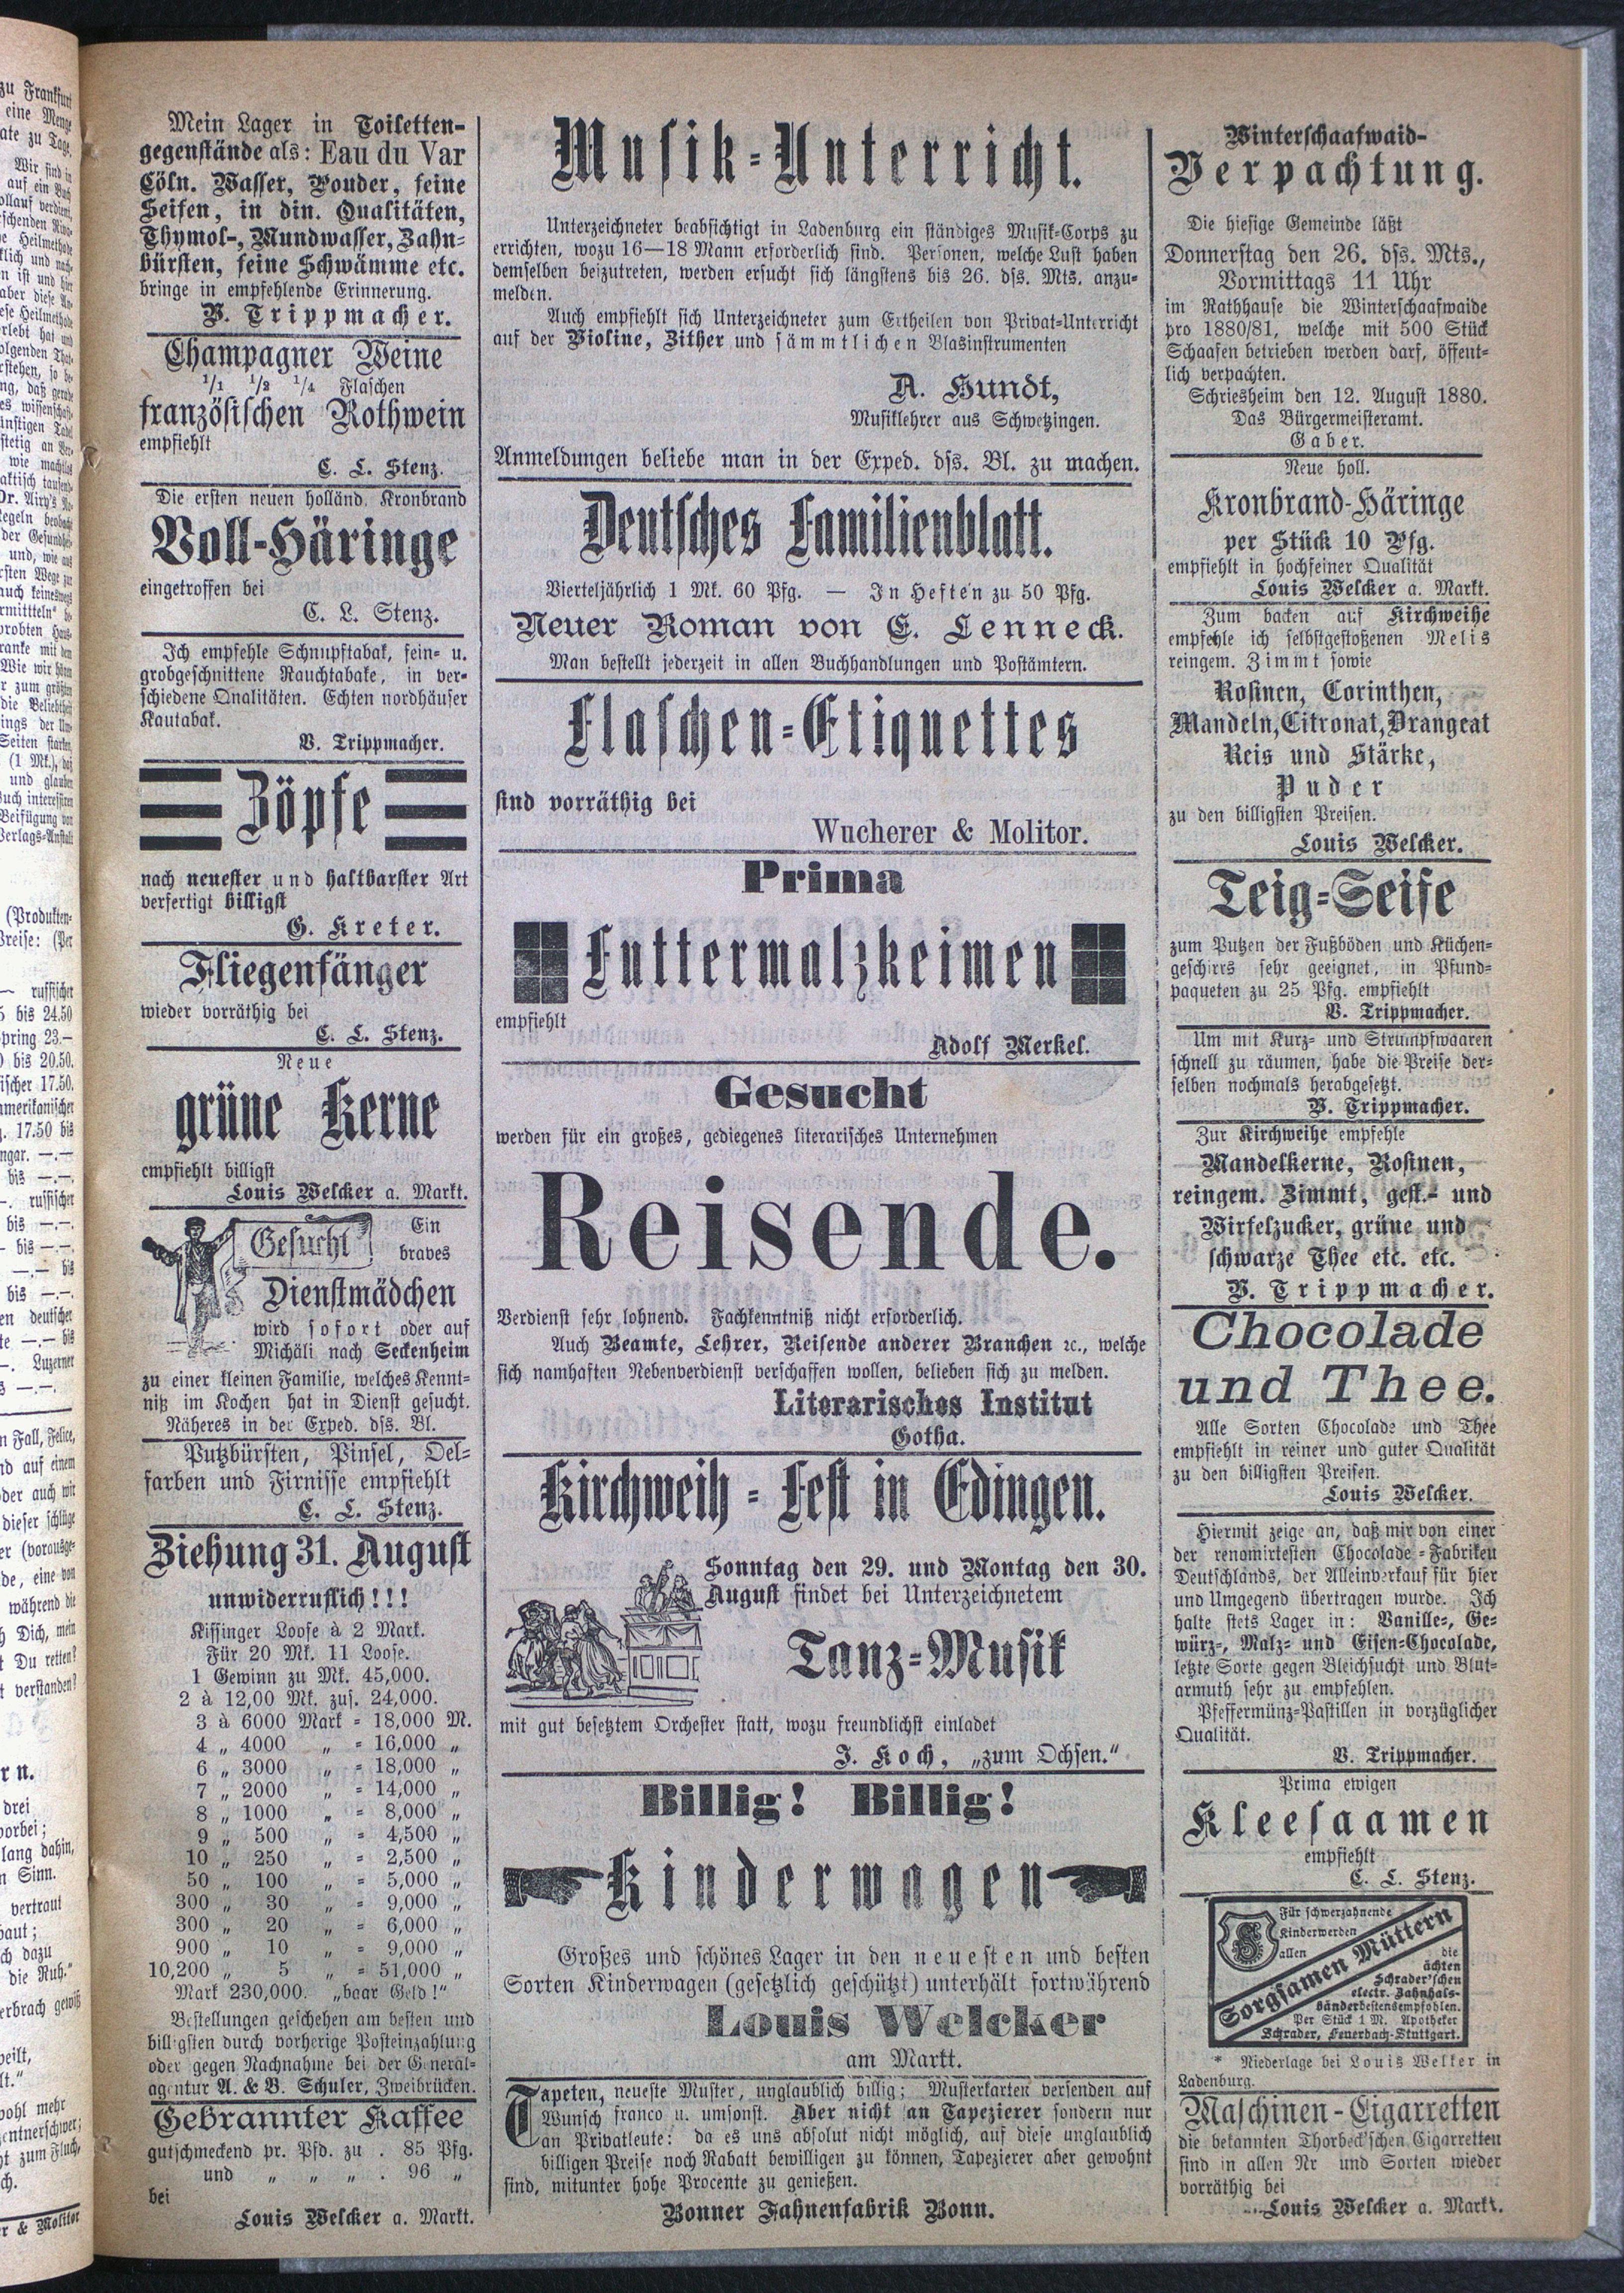 Mein Lager in Toiletten-
gegenstände als: Eau du Var
Cöln. Wasser, Pouder, feine
Seifen, in div. Qualitäten,
Thymol-, Mundwasser, Zahn-
bürsten, feine Schwämme etc.
bringe in empfehlende Erinnerung.
V. Trippmacher.
Champagner Weine
1/1 1/2 1/4 Flaschen
französischen Rothwein
empfiehlt
C. L. Stenz.
Die ersten neuen holländ. Kronbrand
Voll-Häringe
eingetroffen bei
C. L. Stenz.
Ich empfehle Schnupftabak, fein- u.
grobgeschnittene Rauchtabake, in ver-
schiedene Qnalitäten. Echten nordhäuser
Kautabak.
V. Trippmacher.
Zöpfe
nach neuester und haltbarster Art
verfertigt billigst
G. Kreter.
Fliegenfänger
wieder vorräthig bei
C. L. Stenz.
Neue
grüne Kerne
empfiehlt billigst
Louis Welcker a. Markt.
Gesucht
Ein
braves
Dienstmädchen
wird sofort oder auf
Michäli nach Seckenheim
zu einer kleinen Familie, welches Kennt-
niß im Kochen hat in Dienst gesucht.
Näheres in der Exped. dss. Bl.
Putzbürsten, Pinsel, Oel-
farben und Firnisse empfiehlt
C. L. Stenz.
Ziehung 31. August
unwiderruflich!!!
Kissinger Loose à 2 Mark.
Für 20 Mk. 11 Loose.
1 Gewinn zu Mk. 45,000.
2 à 12,00 Mk. zus. 24,000.
3 à 6000 Mark = 18,000 M.
4 „ 4000 „ = 16,000 „
6 „ 3000 „ = 18,000 „
7 „ 2000 „ = 14,000 „
8 „ 1000 „ = 8,000 „
9 „ 500 „ = 4,500 „
10 „ 250 „ = 2,500 „
50 „ 100 „ = 5,000 „
300 „ 30 „ = 9,000 „
300 „ 20 „ = 6,000 „
900 „ 10 „ = 9,000 „
10,200 „ 5 „ = 51,000 „
Mark 230,000. „baar Geld!“
Bestellungen geschehen am besten und
billigsten durch vorherige Posteinzahlung
oder gegen Nachnahme bei der General-
agentur A. & B. Schuler, Zweibrücken.
Gebrannter Kaffee
gutschmeckend pr. Pfd. zu . 85 Pfg.
und „ „ „ . 96 „
bei
Louis Welcker a. Markt.
Musik-Unterricht.
Unterzeichneter beabsichtigt in Ladenburg ein ständiges Musik-Corps zu
errichten, wozu 16—18 Mann erforderlich sind. Personen, welche Lust haben
demselben beizutreten, werden ersucht sich längstens bis 26. dss. Mts. anzu-
melden.
Auch empfiehlt sich Unterzeichneter zum Ertheilen von Privat-Unterricht
auf der Violine, Zither und sämmtlichen Blasinstrumenten
A. Hundt,
Musiklehrer aus Schwetzingen.
Anmeldungen beliebe man in der Exped. dss. Bl. zu machen.
Deutsches Familienblatt.
Vierteljährlich 1 Mk. 60 Pfg. — In Heften zu 50 Pfg.
Neuer Roman von E. Lenneck.
Man bestellt jederzeit in allen Buchhandlungen und Postämtern.
Flaschen-Etiquettes
sind vorräthig bei
Wucherer & Molitor.
Prima
Futtermalzkeimen
empfiehlt
Adolf Merkel.
Gesucht
werden für ein großes, gediegenes literarisches Unternehmen
Reisende.
Verdienst sehr lohnend. Fachkenntniß nicht erforderlich.
Auch Beamte, Lehrer, Reisende anderer Branchen ꝛc., welche
sich namhaften Nebenverdienst verschaffen wollen, belieben sich zu melden.
Literarisches Institut
Gotha.
Kirchweih - Fest in Edingen.
Sonntag den 29. und Montag den 30.
August findet bei Unterzeichnetem
Tanz-Musik
mit gut besetztem Orchester statt, wozu freundlichst einladet
J. Koch, „zum Ochsen.“
Billig! Billig!
Kinderwagen
Großes und schönes Lager in den neuesten und besten
Sorten Kinderwagen (gesetzlich geschützt) unterhält fortwährend
Louis Welcker
am Markt.
Tapeten, neueste Muster, unglaublich billig; Musterkarten versenden auf
Wunsch franco u. umsonst. Aber nicht an Tapezierer sondern nur
an Privatleute: da es uns absolut nicht möglich, auf diese unglaublich
billigen Preise noch Rabatt bewilligen zu können, Tapezierer aber gewohnt
sind, mitunter hohe Procente zu genießen.
Bonner Fahnenfabrik Bonn.
Winterschaafwaid-
Verpachtung.
Die hiesige Gemeinde läßt
Donnerstag den 26. dss. Mts.,
Vormittags 11 Uhr
im Rathhause die Winterschaafwaide
pro 1880/81, welche mit 500 Stück
Schaafen betrieben werden darf, öffent-
lich verpachten.
Schriesheim den 12. August 1880.
Das Bürgermeisteramt.
Gaber.
Neue holl.
Kronbrand-Häringe
per Stück 10 Pfg.
empfiehlt in hochfeiner Qualität
Louis Welcker a. Markt.
Zum backen auf Kirchweihe
empfehle ich selbstgestoßenen Melis
reingem. Zimmt sowie
Rosinen, Corinthen,
Mandeln, Citronat, Orangeat
Reis und Stärke,
Puder
zu den billigsten Preisen.
Louis Welcker.
Teig-Seife
zum Putzen der Fußböden und Küchen-
geschirrs sehr geeignet, in Pfund-
paqueten zu 25 Pfg. empfiehlt
V. Trippmacher.
Um mit Kurz- und Strumpfwaaren
schnell zu räumen, habe die Preise der-
selben nochmals herabgesetzt.
V. Trippmacher.
Zur Kirchweihe empfehle
Mandelkerne, Rosinen,
reingem. Zimmt, gest.- und
Würfelzucker, grüne und
schwarze Thee etc. etc.
V. Trippmacher.
Chocolade
und Thee.
Alle Sorten Chocolade und Thee
empfiehlt in reiner und guter Qualität
zu den billigsten Preisen.
Louis Welcker.
Hiermit zeige an, daß mir von einer
der renomirtesten Chocolade-Fabriken
Deutschlands, der Alleinverkauf für hier
und Umgegend übertragen wurde. Ich
halte stets Lager in: Vanille-, Ge-
würz-, Malz- und Eisen-Chocolade,
letzte Sorte gegen Bleichsucht und Blut-
armuth sehr zu empfehlen.
Pfeffermünz-Pastillen in vorzüglicher
Qualität.
V. Trippmacher.
Prima ewigen
Kleesaamen
empfiehlt
C. L. Stenz.
Für schwerzahnende
Kinder werden
allen
Sorgsamen Müttern
die
ächten
Schrader'schen
electr. Zahnhals-
bänder bestens empfohlen.
Per Stück 1 M. Apotheker
Schrader, Feuerbach-Stuttgart.
* Niederlage bei Louis Welker in
Ladenburg.
Maschinen-Cigarretten
die bekannten Thorbeck'schen Cigarretten
sind in allen Nr und Sorten wieder
vorräthig bei
Louis Welcker a. Markt.